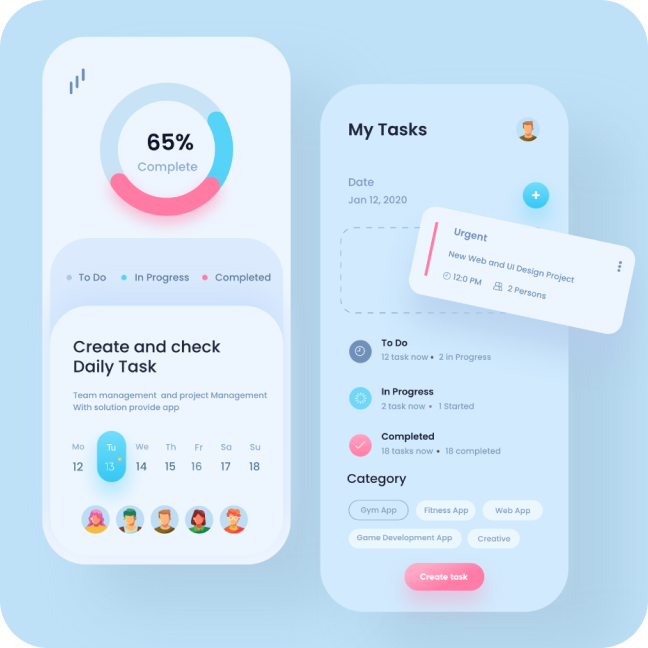 65%
Complete
To Do
In Progress
Completed
Create and check
Daily Task
Team management and project Management
With solution provide app
Mo Tu We Th Fr Sa Su
12 13 14 15 16 17 18
My Tasks
Date
Jan 12, 2020
+
Urgent
New Web and UI Design Project
12:0 PM
2 Persons
To Do
12 task now • 2 in Progress
In Progress
2 task now • 1 Started
Completed
18 tasks now • 18 completed
Category
Gym App
Fitness App
Web App
Game Development App
Creative
Create task